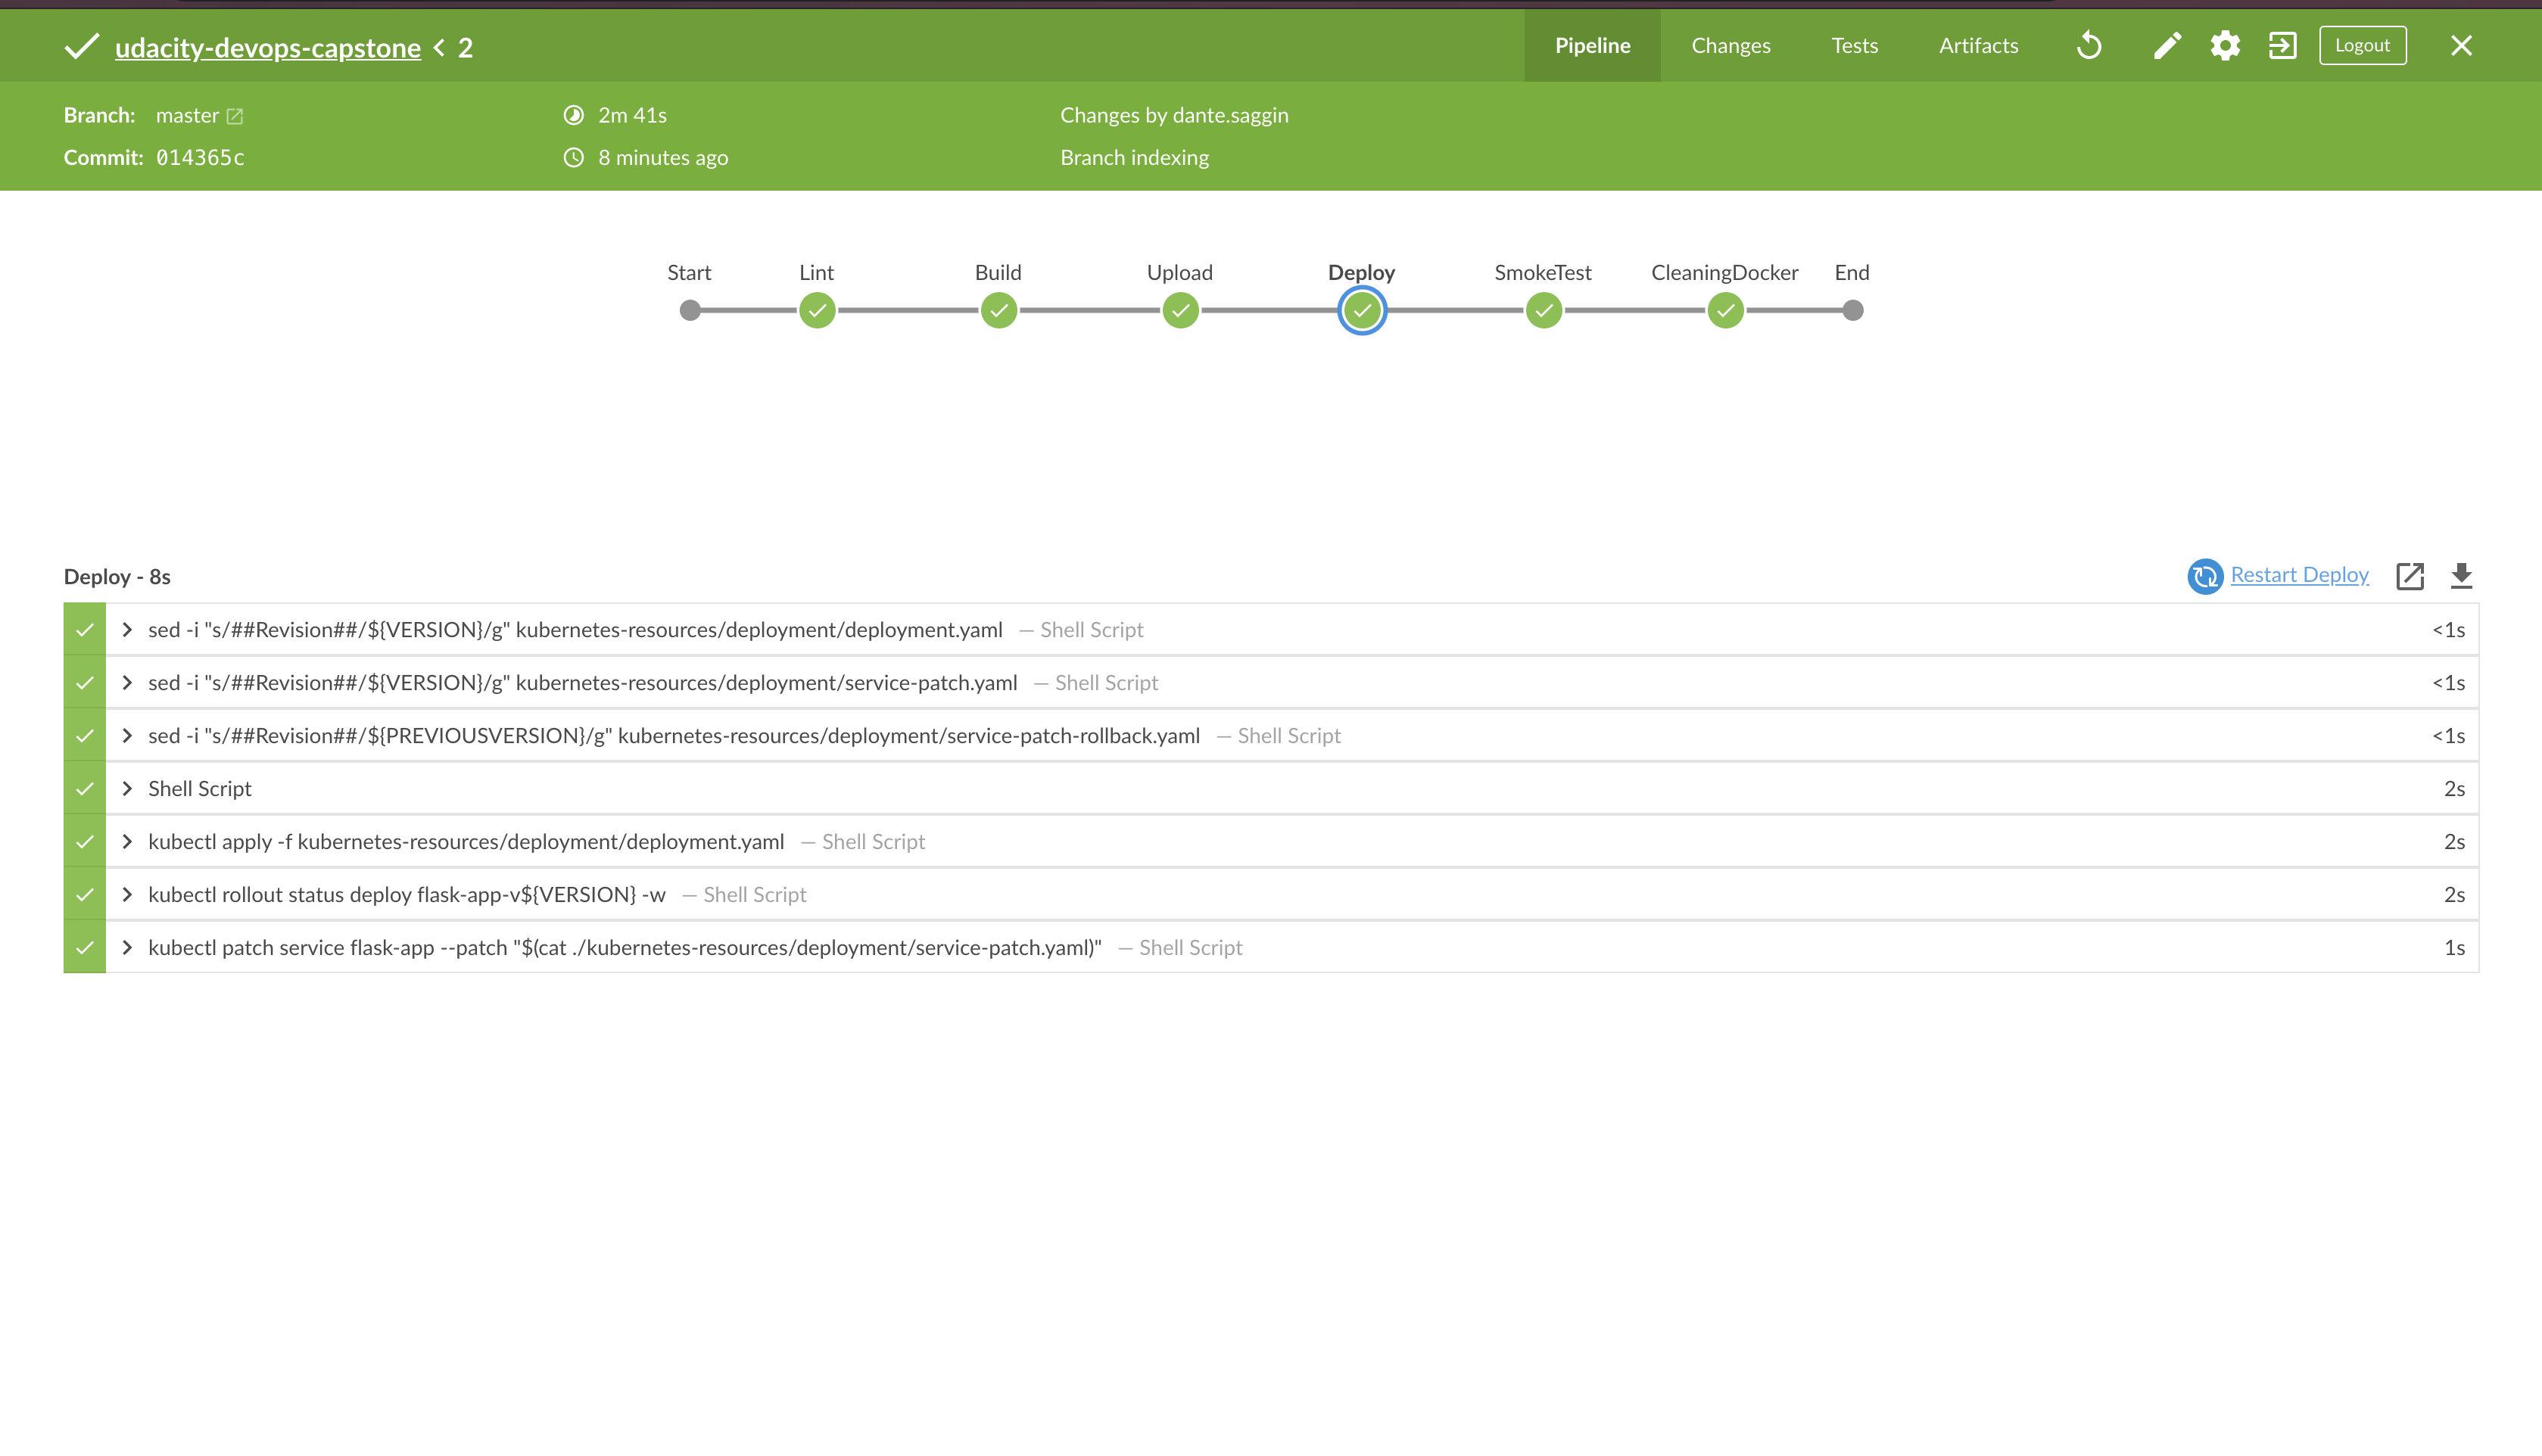 udacity-devops-capstone < 2
Pipeline Changes Tests Artifacts Logout
Branch: master 2m 41s Changes by dante.saggin
Commit: 014365c 8 minutes ago Branch indexing
Start Lint Build Upload Deploy SmokeTest CleaningDocker End
Deploy - 8s Restart Deploy
sed -i "s/##Revision##/${VERSION}/g" kubernetes-resources/deployment/deployment.yaml — Shell Script <1s
sed -i "s/##Revision##/${VERSION}/g" kubernetes-resources/deployment/service-patch.yaml — Shell Script <1s
sed -i "s/##Revision##/${PREVIOUSVERSION}/g" kubernetes-resources/deployment/service-patch-rollback.yaml — Shell Script <1s
Shell Script 2s
kubectl apply -f kubernetes-resources/deployment/deployment.yaml — Shell Script 2s
kubectl rollout status deploy flask-app-v${VERSION} -w — Shell Script 2s
kubectl patch service flask-app --patch "$(cat ./kubernetes-resources/deployment/service-patch.yaml)" — Shell Script 1s